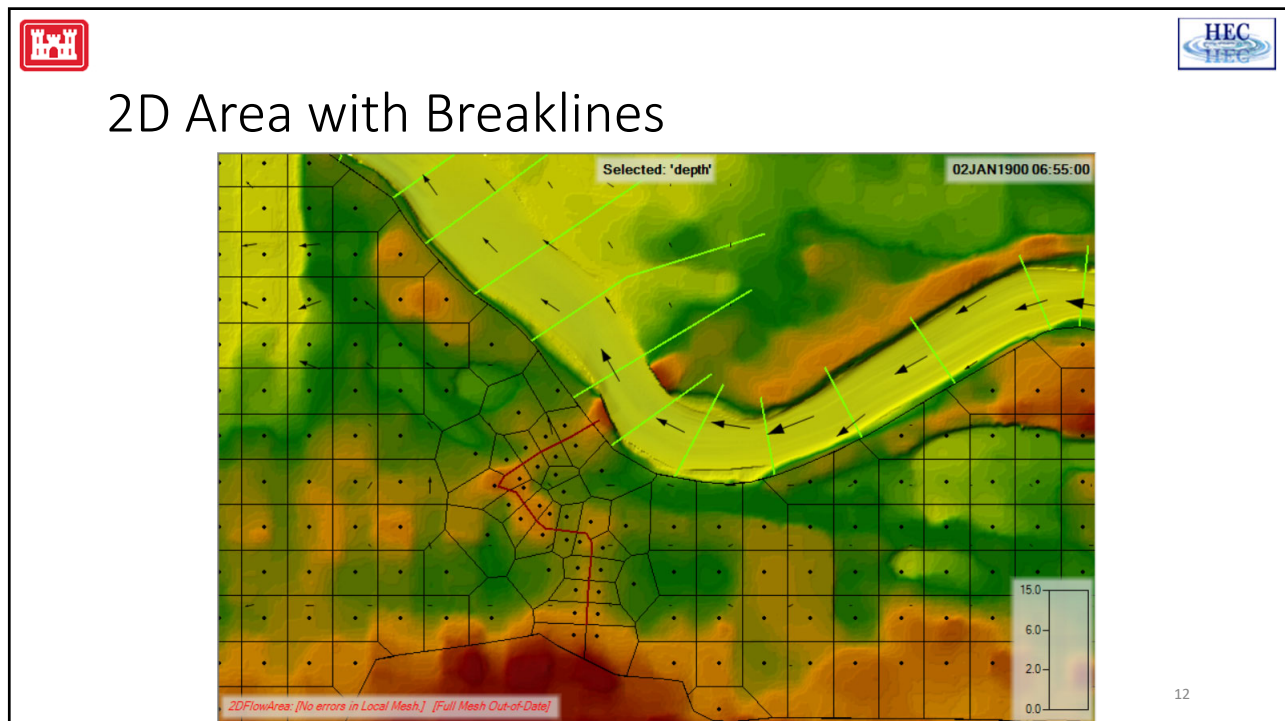 HEC
HEC
2D Area with Breaklines
Selected: 'depth'
02JAN1900 06:55:00
15.0
6.0
2.0
0.0
2DFlowArea: [No errors in Local Mesh.] [Full Mesh Out-of-Date]
12